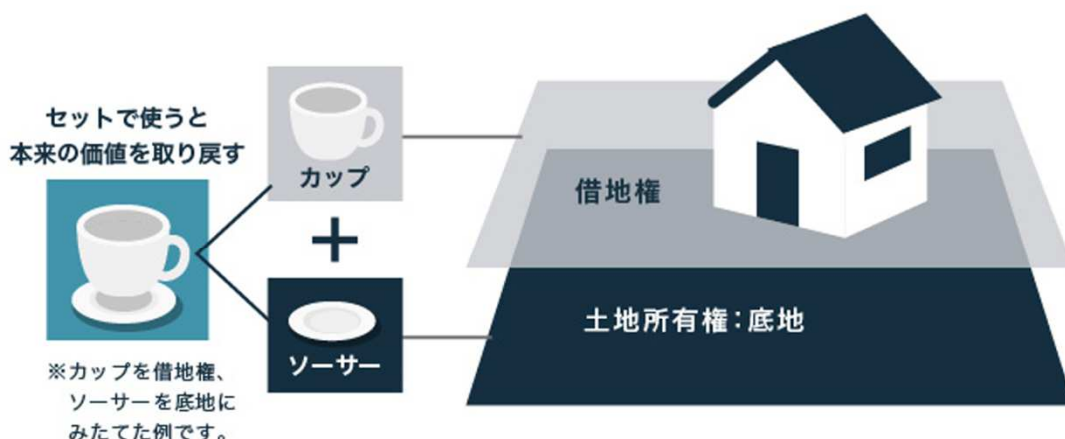 セットで使うと
本来の価値を取り戻す
カップ
+
ソーサー
※カップを借地権、
ソーサーを底地に
みたてた例です。
借地権
土地所有権：底地